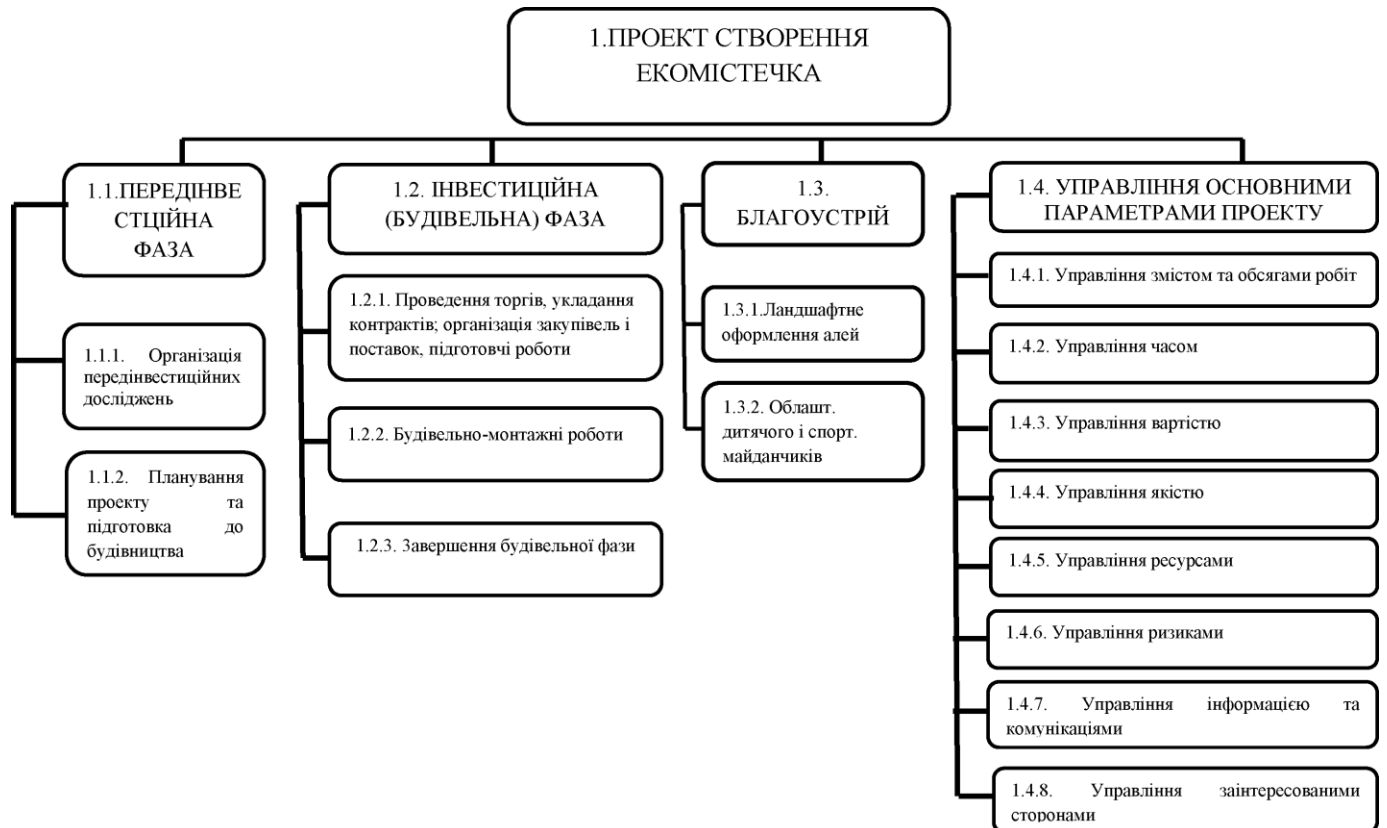 1.ПРОЕКТ СТВОРЕННЯ
ЕКОМІСТЕЧКА
1.1.ПЕРЕДІНВЕ
СТЦІЙНА
ФАЗА
1.1.1. Організація
передінвестиційних
досліджень
1.1.2. Планування
проекту та
підготовка до
будівництва
1.2. ІНВЕСТИЦІЙНА
(БУДІВЕЛЬНА) ФАЗА
1.2.1. Проведення торгів, укладання
контрактів; організація закупівель і
поставок, підготовчі роботи
1.2.2. Будівельно-монтажні роботи
1.2.3. Завершення будівельної фази
1.3.
БЛАГОУСТРІЙ
1.3.1.Ландшафтне
оформлення алей
1.3.2. Облашт.
дитячого і спорт.
майданчиків
1.4. УПРАВЛІННЯ ОСНОВНИМИ
ПАРАМЕТРАМИ ПРОЕКТУ
1.4.1. Управління змістом та обсягами робіт
1.4.2. Управління часом
1.4.3. Управління вартістю
1.4.4. Управління якістю
1.4.5. Управління ресурсами
1.4.6. Управління ризиками
1.4.7. Управління інформацією та
комунікаціями
1.4.8. Управління заінтересованими
сторонами